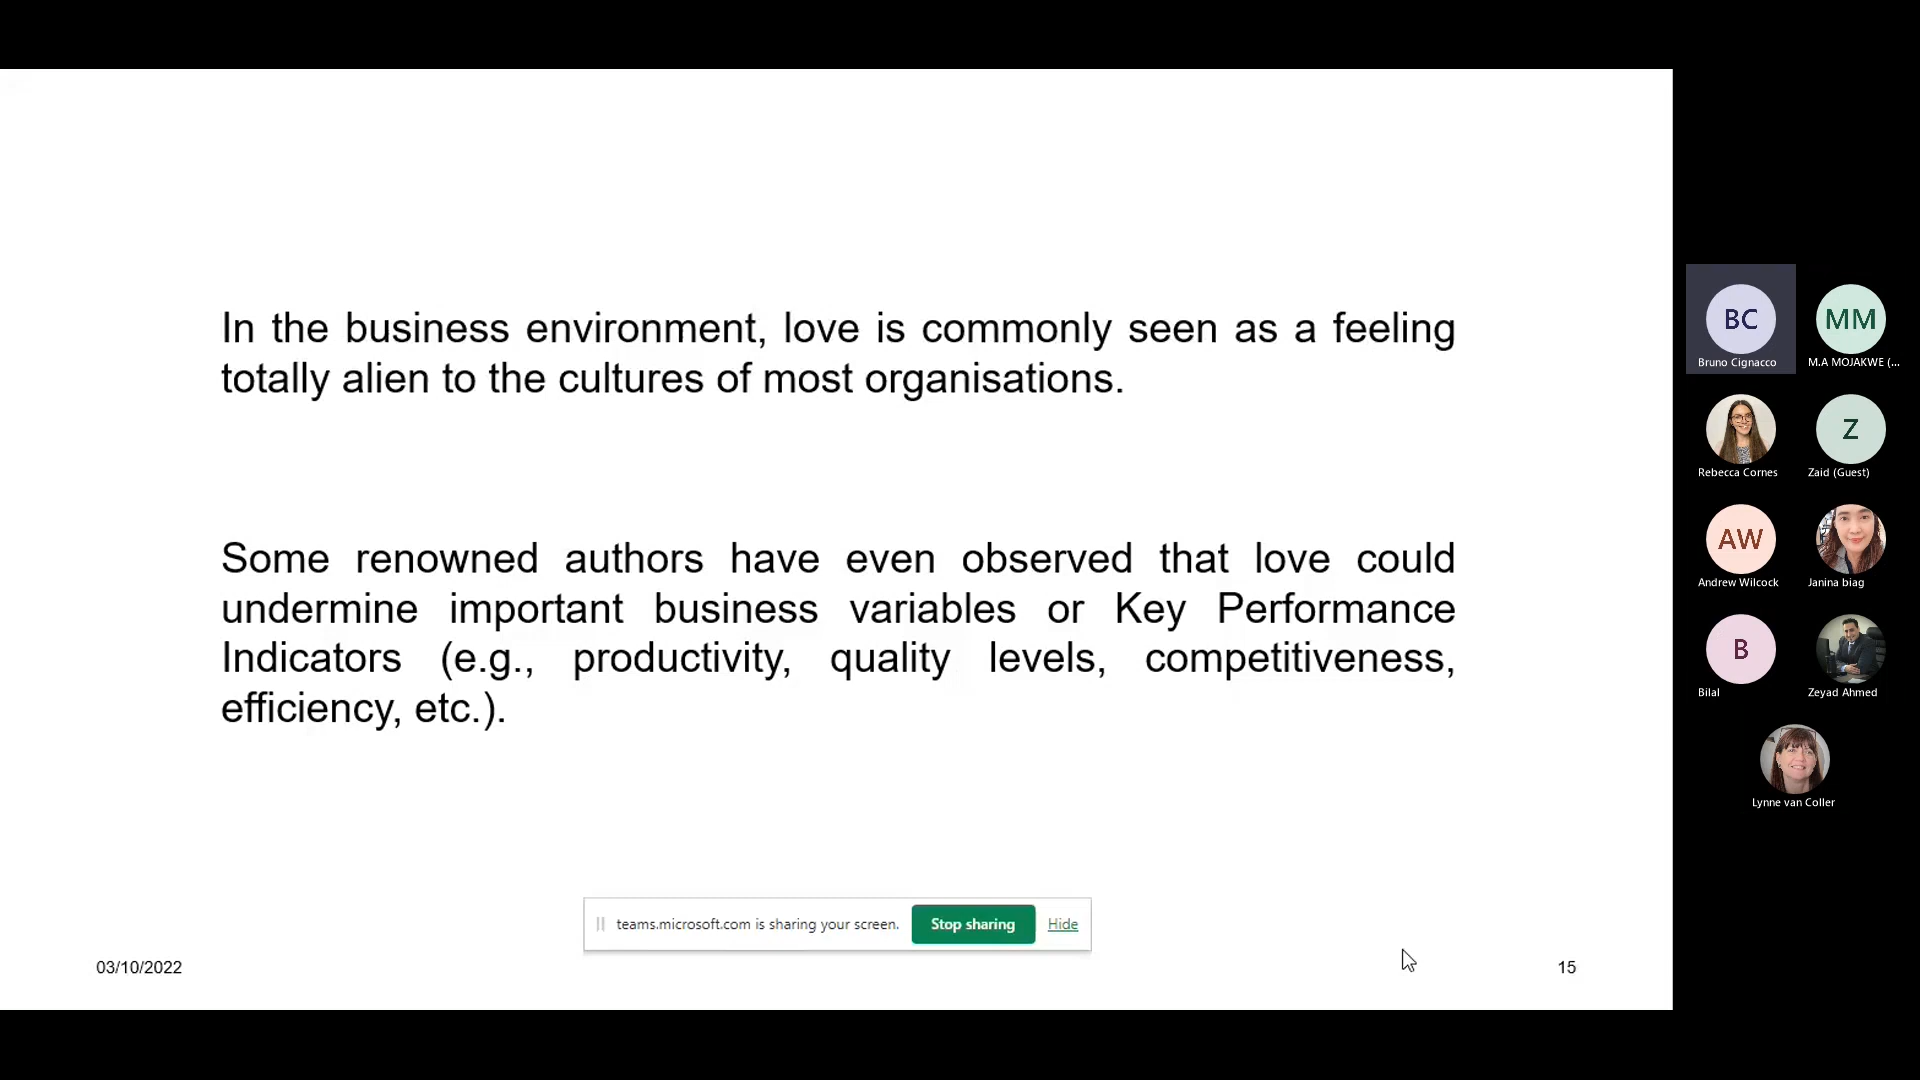 In the business environment, love is commonly seen as a feeling
totally alien to the cultures of most organisations.
Some renowned authors have even observed that love could
undermine important business variables or Key Performance
Indicators (e.g., productivity, quality levels, competitiveness,
efficiency, etc.).
teams.microsoft.com is sharing your screen. Stop sharing Hide
03/10/2022
15
BC
Bruno Cignacco
MM
M.A MOJAKWE (...
Rebecca Cornes
Z
Zaid (Guest)
AW
Andrew Wilcock
Janina biag
B
Bilal
Zeyad Ahmed
Lynne van Coller